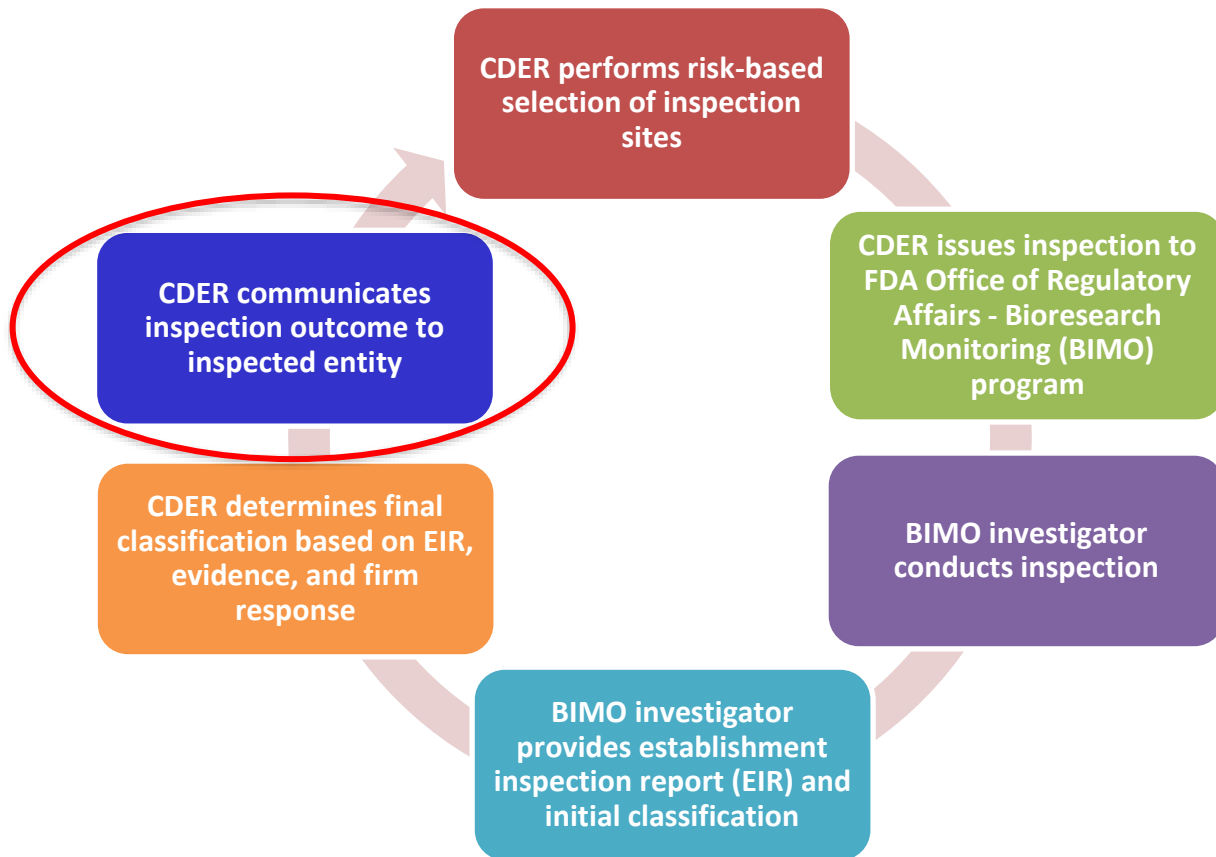 CDER performs risk-based
selection of inspection
sites
CDER issues inspection to
FDA Office of Regulatory
Affairs - Bioresearch
Monitoring (BIMO)
program
BIMO investigator
conducts inspection
BIMO investigator
provides establishment
inspection report (EIR) and
initial classification
CDER determines final
classification based on EIR,
evidence, and firm
response
CDER communicates
inspection outcome to
inspected entity